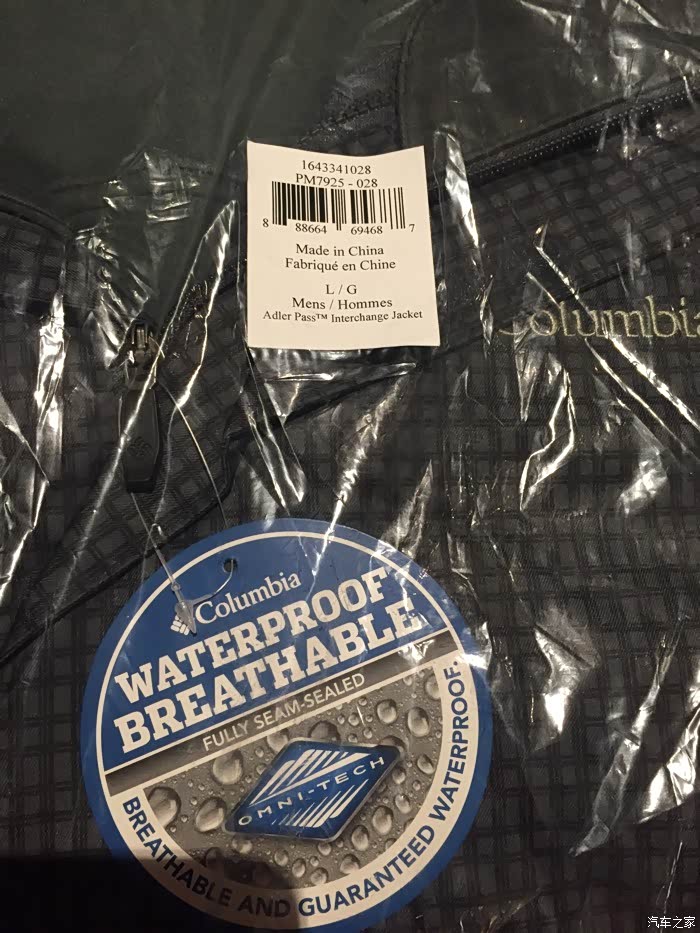 1643341028
PM7925 - 028
8 88664 69468 7
Made in China
Fabriqué en Chine
L / G
Mens / Hommes
Adler Pass™ Interchange Jacket
Columbi
Columbia
WATERPROOF
BREATHABLE
FULLY SEAM-SEALED
OMNI-TECH
BREATHABLE AND GUARANTEED WATERPROOF.
汽车之家